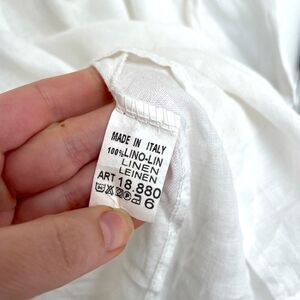 MADE IN ITALY
100% LINO-LIN
LINEN
LEINEN
ART 18.880
6